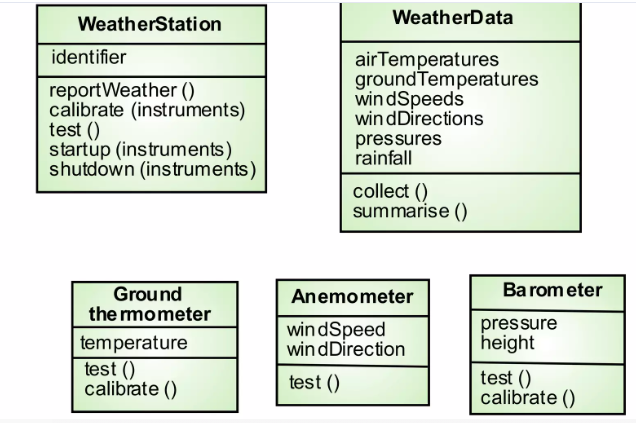 WeatherStation
identifier
reportWeather ()
calibrate (instruments)
test ()
startup (instruments)
shutdown (instruments)
WeatherData
airTemperatures
groundTemperatures
windSpeeds
windDirections
pressures
rainfall
collect ()
summarise ()
Ground
thermometer
temperature
test ()
calibrate ()
Anemometer
windSpeed
windDirection
test ()
Barometer
pressure
height
test ()
calibrate ()